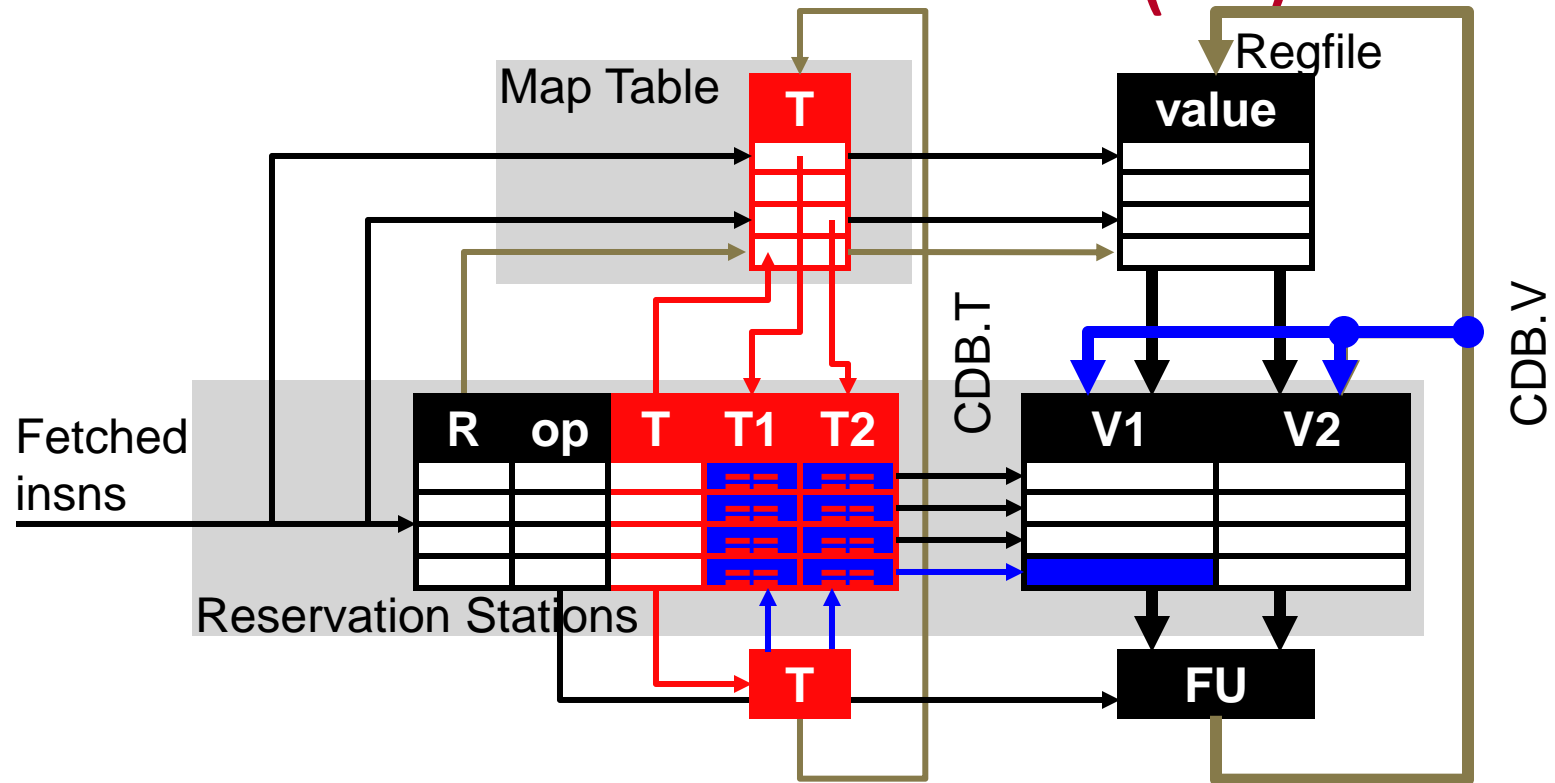 ( )
Regfile
Map Table
T
value
CDB.T
CDB.V
Fetched
insns
R op T T1 T2
V1 V2
== ==
== ==
== ==
== ==
Reservation Stations
T
FU